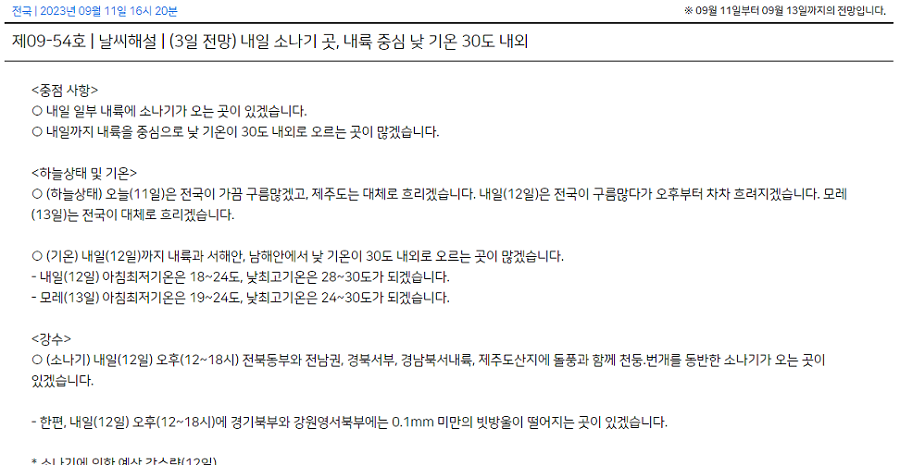 전국 | 2023년 09월 11일 16시 20분
※ 09월 11일부터 09월 13일까지의 전망입니다.
제09-54호 | 날씨해설 | (3일 전망) 내일 소나기 곳, 내륙 중심 낮 기온 30도 내외
<중점 사항>
○ 내일 일부 내륙에 소나기가 오는 곳이 있겠습니다.
○ 내일까지 내륙을 중심으로 낮 기온이 30도 내외로 오르는 곳이 많겠습니다.
<하늘상태 및 기온>
○ (하늘상태) 오늘(11일)은 전국이 가끔 구름많겠고, 제주도는 대체로 흐리겠습니다. 내일(12일)은 전국이 구름많다가 오후부터 차차 흐려지겠습니다. 모레
(13일)는 전국이 대체로 흐리겠습니다.
○ (기온) 내일(12일)까지 내륙과 서해안, 남해안에서 낮 기온이 30도 내외로 오르는 곳이 많겠습니다.
- 내일(12일) 아침최저기온은 18~24도, 낮최고기온은 28~30도가 되겠습니다.
- 모레(13일) 아침최저기온은 19~24도, 낮최고기온은 24~30도가 되겠습니다.
<강수>
○ (소나기) 내일(12일) 오후(12~18시) 전북동부와 전남권, 경북서부, 경남북서내륙, 제주도산지에 돌풍과 함께 천둥.번개를 동반한 소나기가 오는 곳이
있겠습니다.
- 한편, 내일(12일) 오후(12~18시)에 경기북부와 강원영서북부에는 0.1mm 미만의 빗방울이 떨어지는 곳이 있겠습니다.
* 소나기에 의한 예상 강수량(12일)